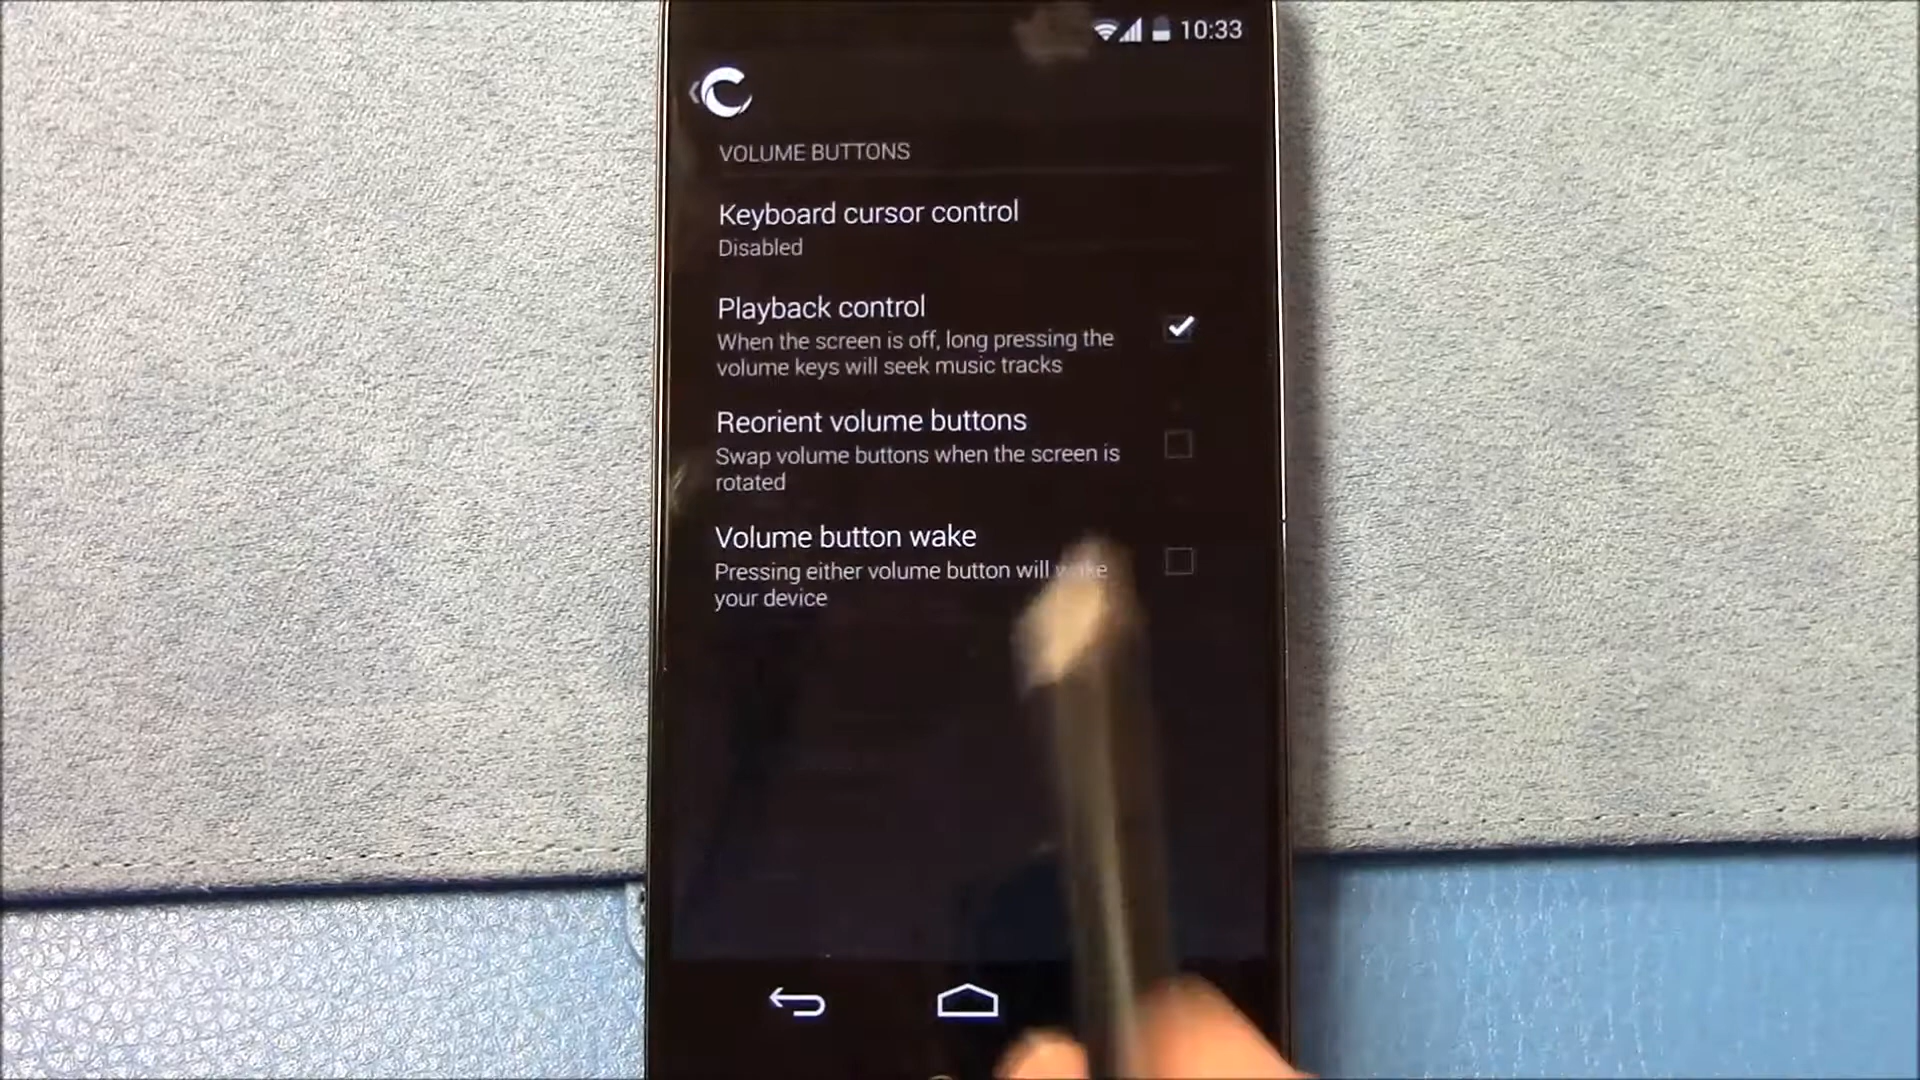 10:33
VOLUME BUTTONS
Keyboard cursor control
Disabled
Playback control
When the screen is off, long pressing the
volume keys will seek music tracks
Reorient volume buttons
Swap volume buttons when the screen is
rotated
Volume button wake
Pressing either volume button will wake
your device